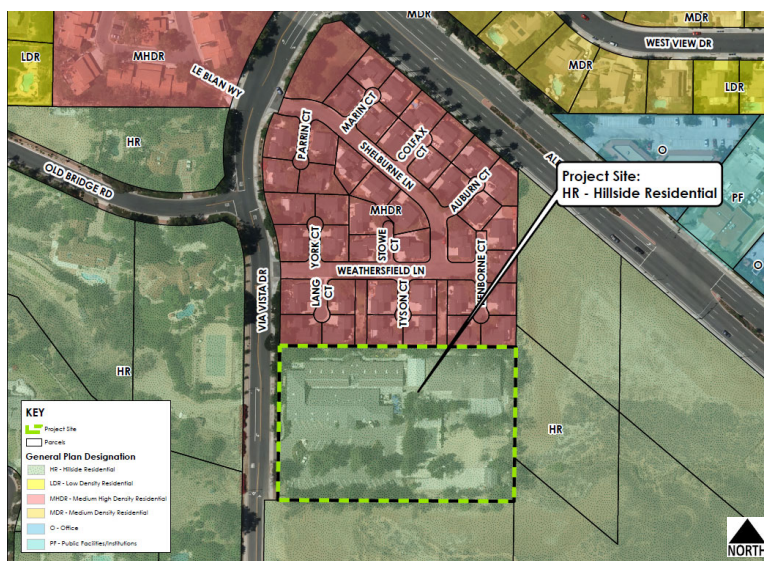 MDR
WEST VIEW DR
LDR
MHDR
LE BLAN WY
MDR
LDR
MARIN CT
PARRIN CT
COLFAX
CT
SHELBURNE LN
HR
OLD BRIDGE RD
AUBURN CT
O
Project Site:
HR - Hillside Residential
PF
MHDR
O
YORK CT
STOWE
CT
WEATHERSFIELD LN
VIA VISTA DR
LANG
CT
TYSON CT
HR
HR
KEY
Project Site
Parcels
General Plan Designation
HR - Hillside Residential
LDR - Low Density Residential
MHDR - Medium High Density Residential
MDR - Medium Density Residential
O - Office
PF - Public Facilities/Institutions
NORTH